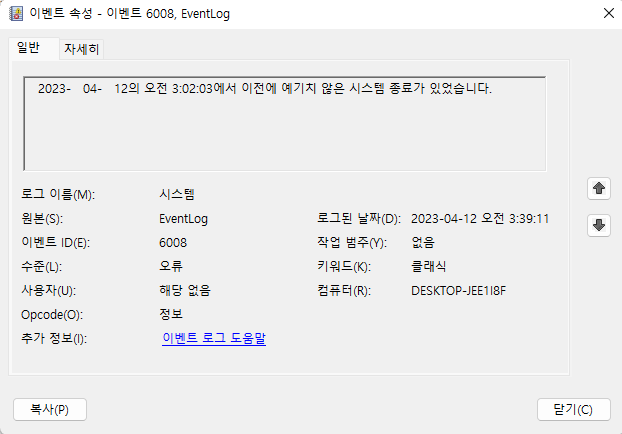 이벤트 속성 - 이벤트 6008, EventLog
일반 자세히
2023- 04- 12의 오전 3:02:03에서 이전에 예기치 않은 시스템 종료가 있었습니다.
로그 이름(M): 시스템
원본(S): EventLog 로그된 날짜(D): 2023-04-12 오전 3:39:11
이벤트 ID(E): 6008 작업 범주(Y): 없음
수준(L): 오류 키워드(K): 클래식
사용자(U): 해당 없음 컴퓨터(R): DESKTOP-JEE1I8F
Opcode(O): 정보
추가 정보(I): 이벤트 로그 도움말
복사(P) 닫기(C)